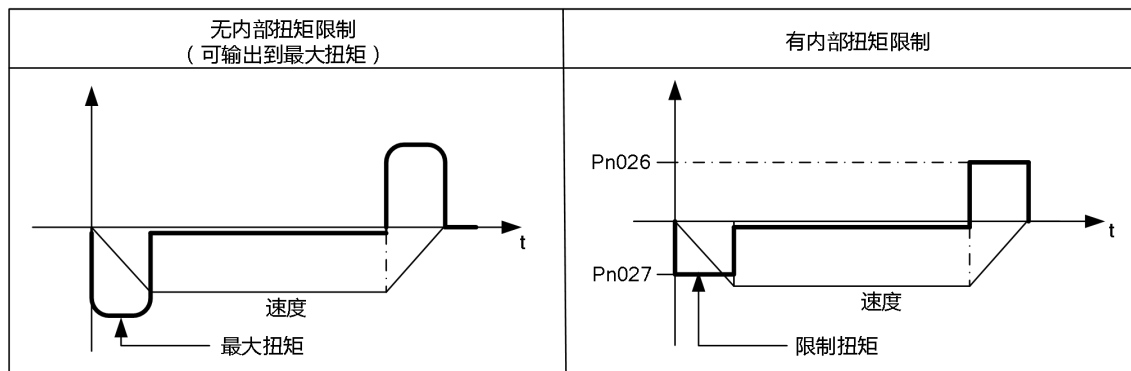 无内部扭矩限制
（可输出到最大扭矩）
有内部扭矩限制
t
速度
最大扭矩
Pn026
t
Pn027
速度
限制扭矩